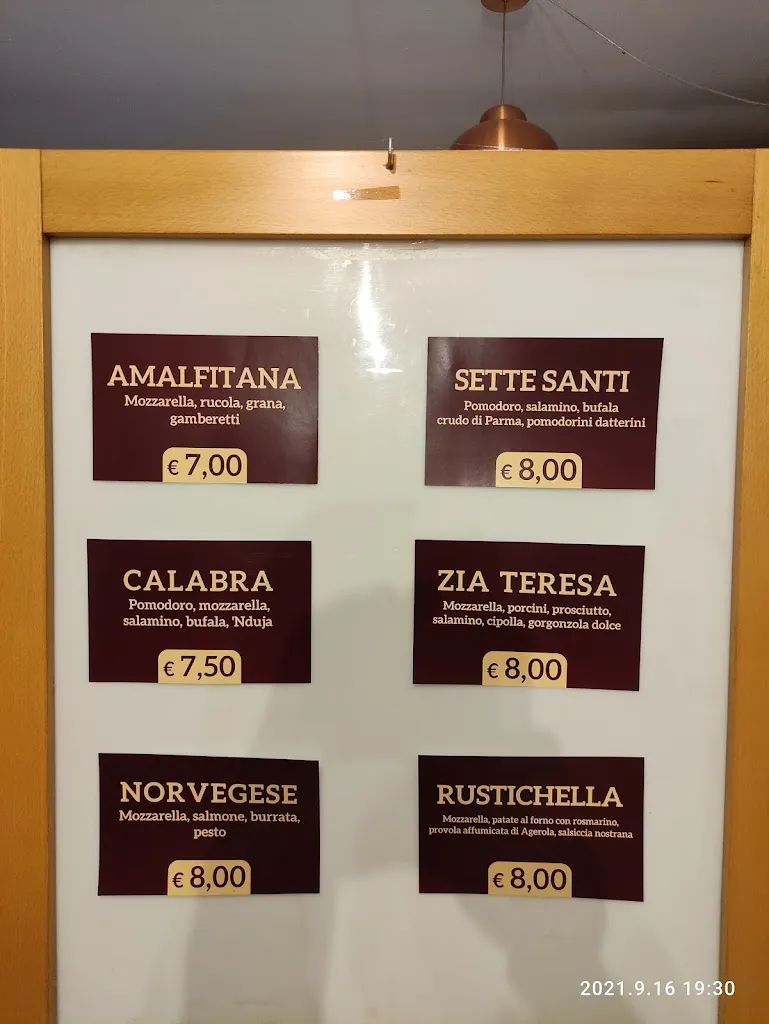 AMALFITANA
Mozzarella, rucola, grana,
gamberetti
€ 7,00
SETTE SANTI
Pomodoro, salamino, bufala
crudo di Parma, pomodorini datterini
€ 8,00
CALABRA
Pomodoro, mozzarella,
salamino, bufala, 'Nduja
€ 7,50
ZIA TERESA
Mozzarella, porcini, prosciutto,
salamino, cipolla, gorgonzola dolce
€ 8,00
NORVEGESE
Mozzarella, salmone, burrata,
pesto
€ 8,00
RUSTICHELLA
Mozzarella, patate al forno con rosmarino,
provola affumicata di Agerola, salsiccia nostrana
€ 8,00
2021.9.16 19:30